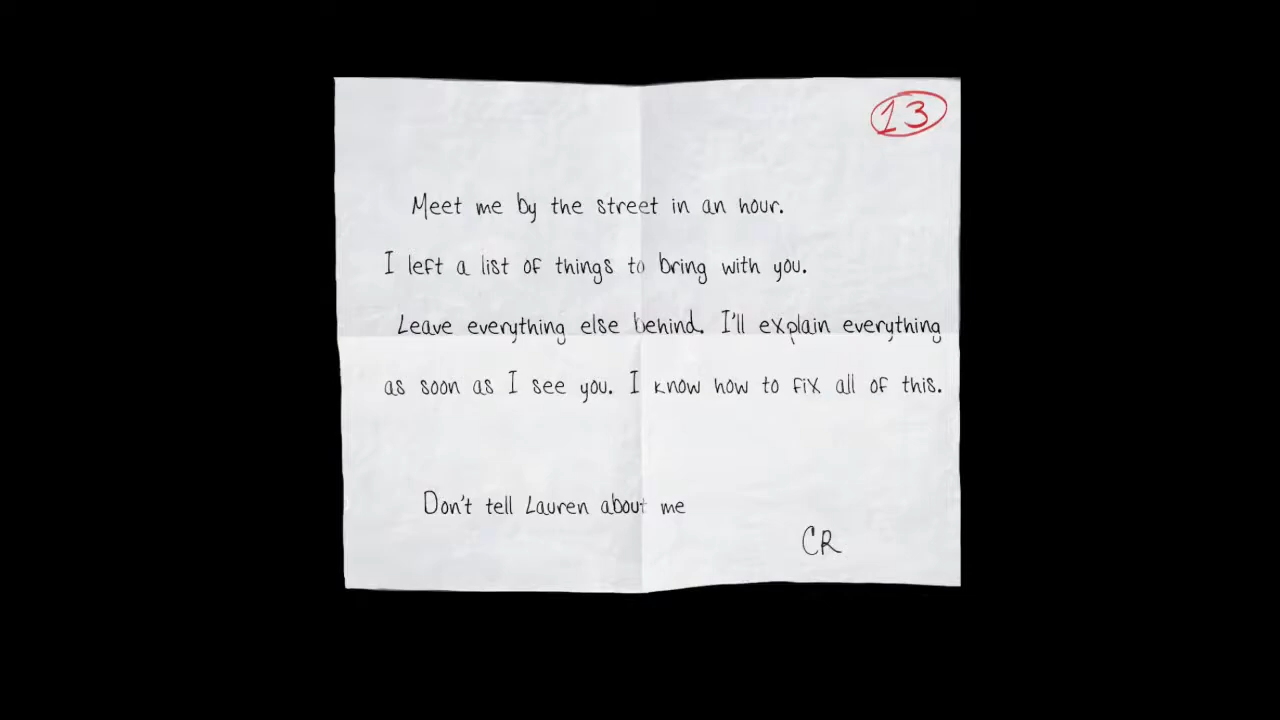 13
Meet me by the street in an hour.
I left a list of things to bring with you.
Leave everything else behind. I'll explain everything
as soon as I see you. I know how to fix all of this.
Don't tell Lauren about me
CR